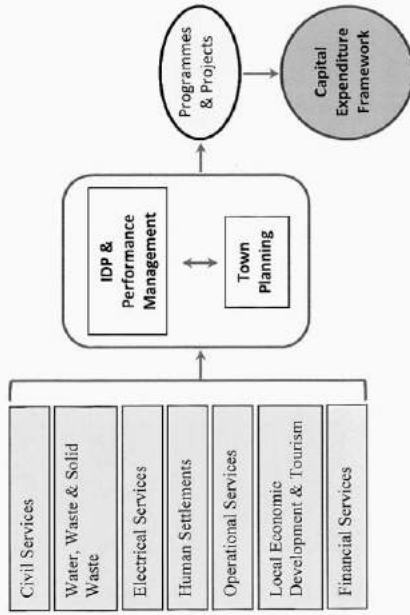 Civil Services
Water, Waste & Solid
Waste
Electrical Services
Human Settlements
Operational Services
Local Economic
Development & Tourism
Financial Services
IDP &
Performance
Management
Town
Planning
Programmes
& Projects
Capital
Expenditure
Framework